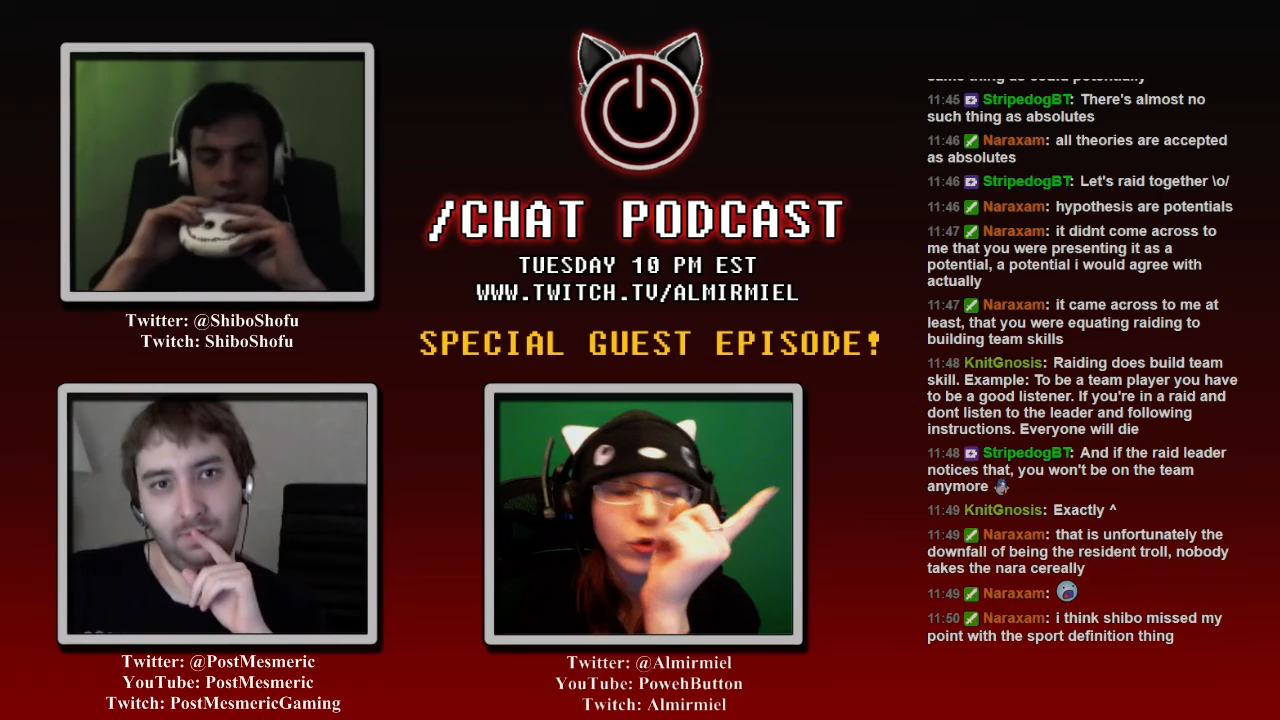 Twitter: @ShiboShofu
Twitch: ShiboShofu
/CHAT PODCAST
TUESDAY 10 PM EST
WWW.TWITCH.TV/ALMIRMIEL
SPECIAL GUEST EPISODE!
Twitter: @PostMesmeric
YouTube: PostMesmeric
Twitch: PostMesmericGaming
Twitter: @Almirmiel
YouTube: PowehButton
Twitch: Almirmiel
same thing as could potentially
11:45 StripedogBT: There's almost no
such thing as absolutes
11:46 Naraxam: all theories are accepted
as absolutes
11:46 StripedogBT: Let's raid together \o/
11:46 Naraxam: hypothesis are potentials
11:47 Naraxam: it didnt come across to
me that you were presenting it as a
potential, a potential i would agree with
actually
11:47 Naraxam: it came across to me at
least, that you were equating raiding to
building team skills
11:48 KnitGnosis: Raiding does build team
skill. Example: To be a team player you have
to be a good listener. If you're in a raid and
dont listen to the leader and following
instructions. Everyone will die
11:48 StripedogBT: And if the raid leader
notices that, you won't be on the team
anymore
11:49 KnitGnosis: Exactly ^
11:49 Naraxam: that is unfortunately the
downfall of being the resident troll, nobody
takes the nara cereally
11:49 Naraxam:
11:50 Naraxam: i think shibo missed my
point with the sport definition thing